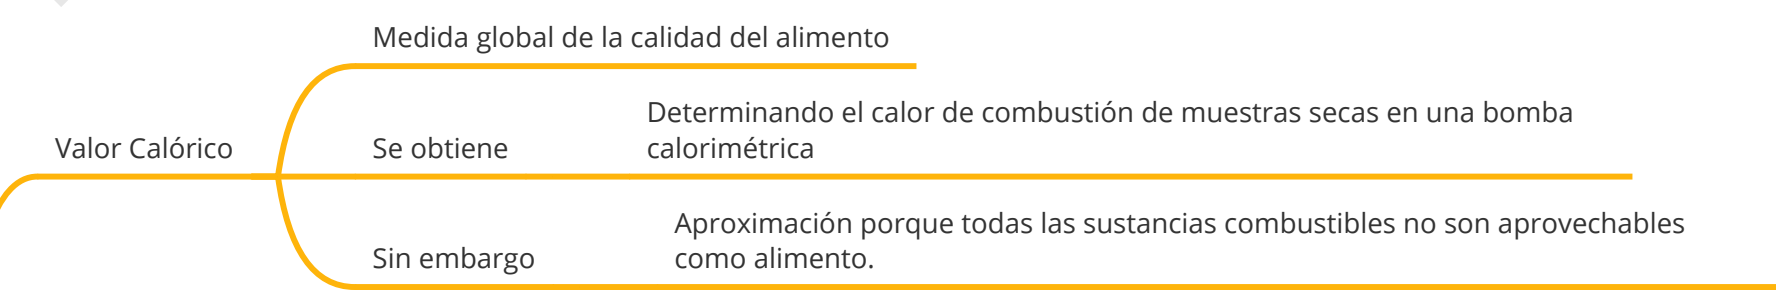 Medida global de la calidad del alimento
Valor Calórico
Se obtiene
Determinando el calor de combustión de muestras secas en una bomba
calorimétrica
Sin embargo
Aproximación porque todas las sustancias combustibles no son aprovechables
como alimento.